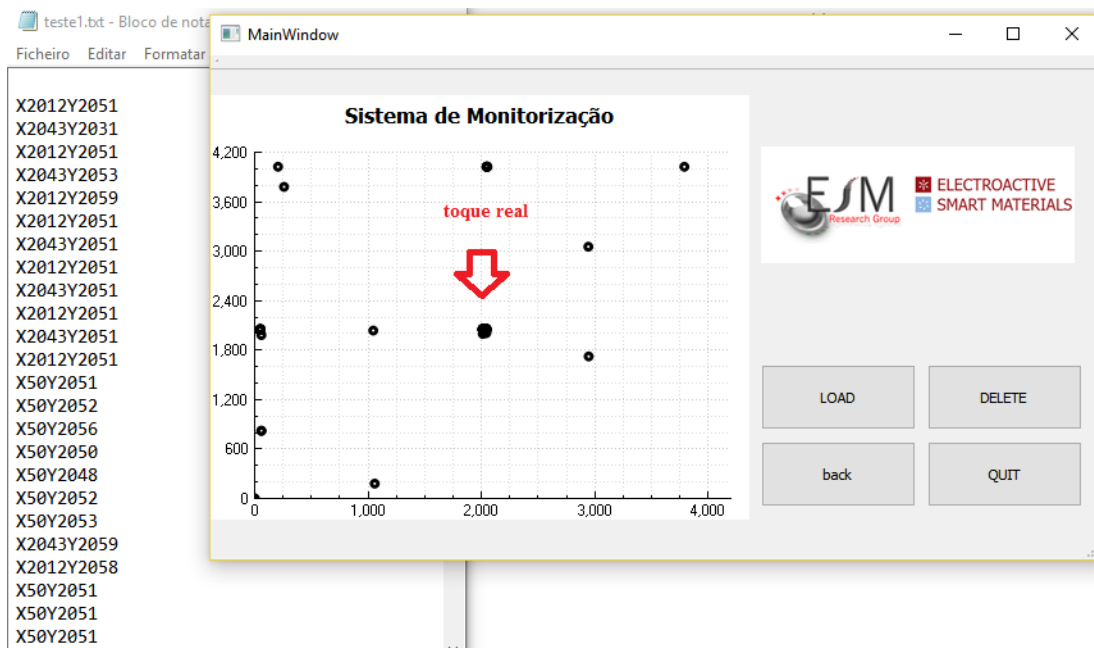 teste1.txt - Bloco de nota
Ficheiro Editar Formatar
X2012Y2051
X2043Y2031
X2012Y2051
X2043Y2053
X2012Y2059
X2012Y2051
X2043Y2051
X2012Y2051
X2043Y2051
X2012Y2051
X2043Y2051
X2012Y2051
X50Y2051
X50Y2052
X50Y2056
X50Y2050
X50Y2048
X50Y2052
X50Y2053
X2043Y2059
X2012Y2058
X50Y2051
X50Y2051
X50Y2051
MainWindow
Sistema de Monitorização
4,200
3,600
toque real
3,000
2,400
1,800
1,200
600
0
0 1,000 2,000 3,000 4,000
ESM
Research Group
ELECTROACTIVE
SMART MATERIALS
LOAD DELETE
back QUIT